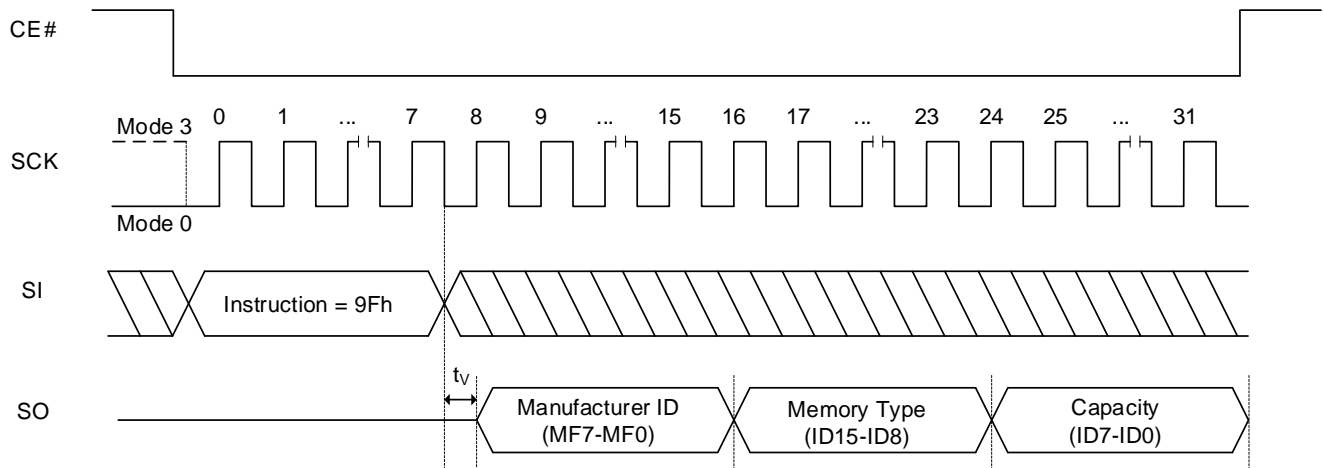 CE#
0 1 ... 7 8 9 ... 15 16 17 ... 23 24 25 ... 31
Mode 3
SCK
Mode 0
SI
Instruction = 9Fh
tV
SO
Manufacturer ID
(MF7-MF0)
Memory Type
(ID15-ID8)
Capacity
(ID7-ID0)